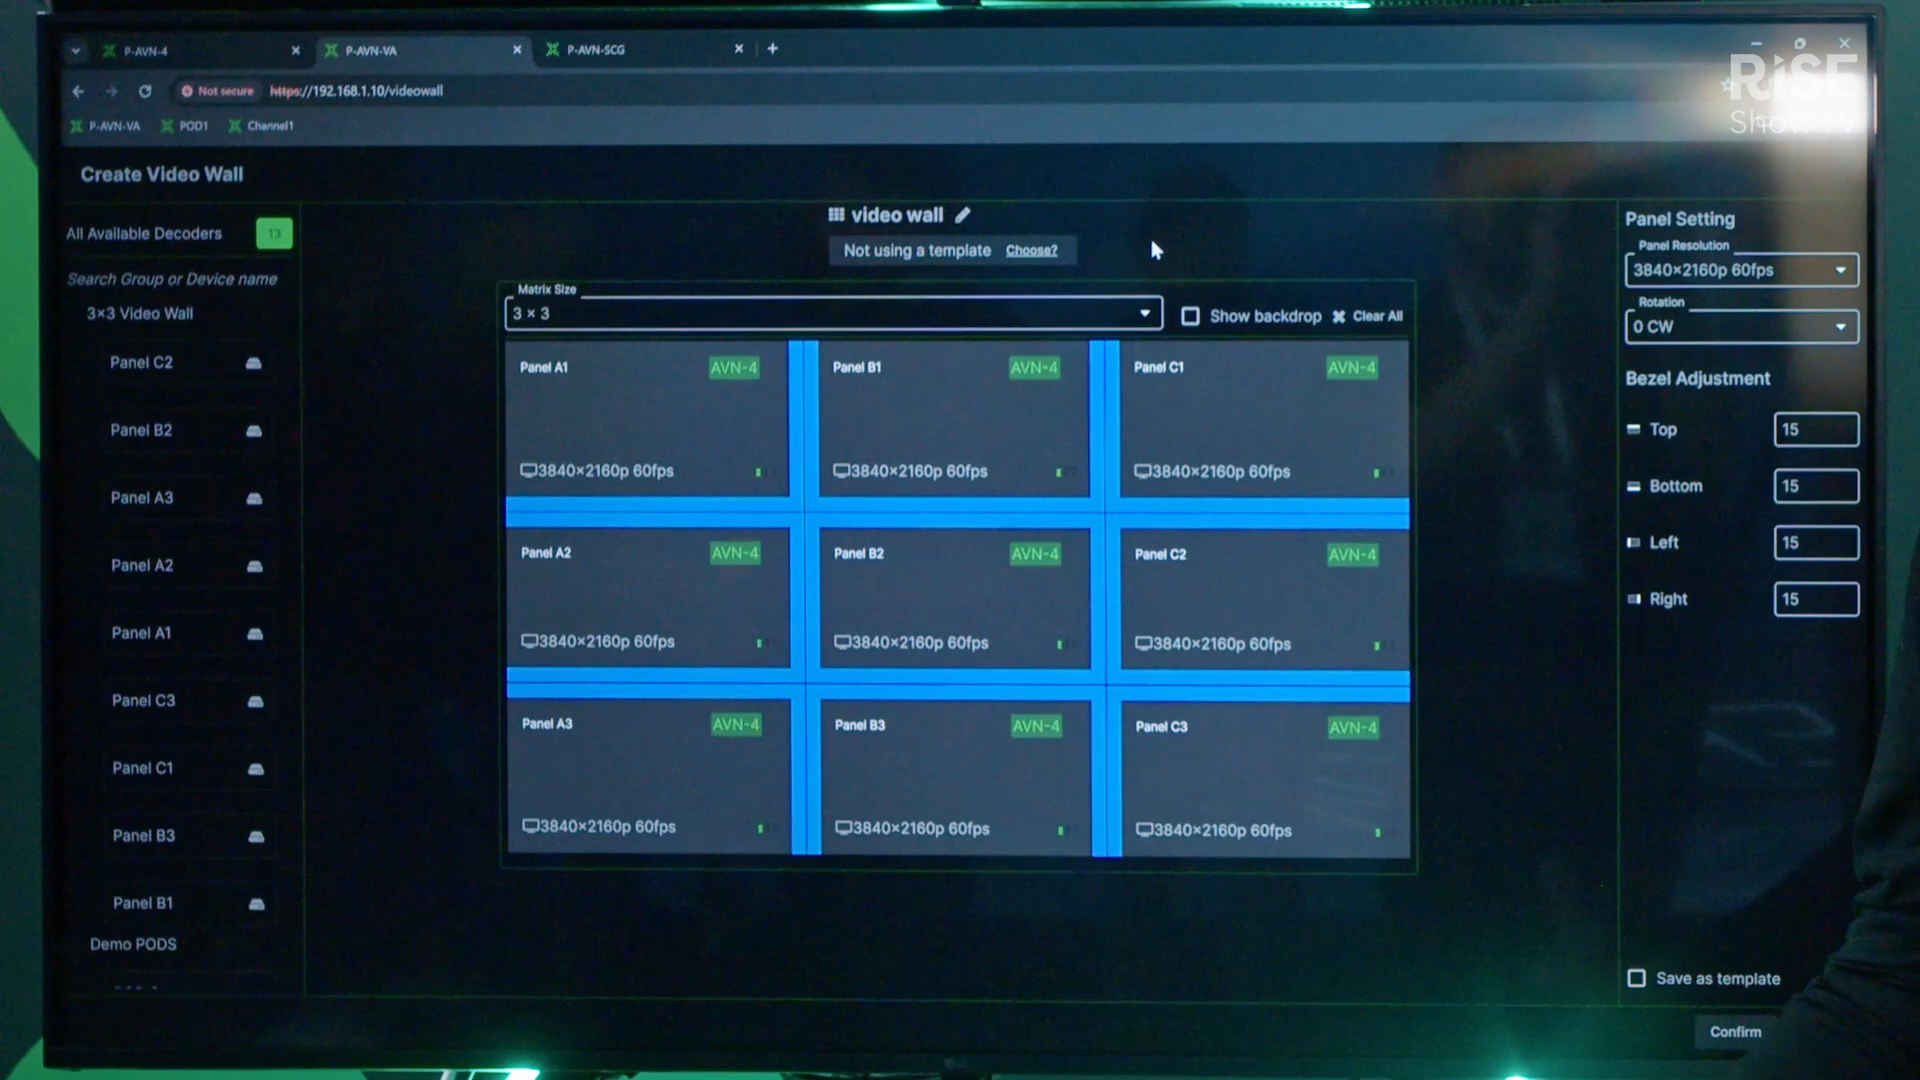 P-AVN-4
P-AVN-VA
P-AVN-SCG
Not secure
https://192.168.1.10/videowall
P-AVN-VA
POD1
Channel1
RiSE
Show TV
Create Video Wall
All Available Decoders
13
Search Group or Device name
3×3 Video Wall
Panel C2
Panel B2
Panel A3
Panel A2
Panel A1
Panel C3
Panel C1
Panel B3
Panel B1
Demo PODS
video wall
Not using a template Choose?
Matrix Size
3 × 3
Show backdrop
Clear All
Panel A1 AVN-4
3840×2160p 60fps
Panel B1 AVN-4
3840×2160p 60fps
Panel C1 AVN-4
3840×2160p 60fps
Panel A2 AVN-4
3840×2160p 60fps
Panel B2 AVN-4
3840×2160p 60fps
Panel C2 AVN-4
3840×2160p 60fps
Panel A3 AVN-4
3840×2160p 60fps
Panel B3 AVN-4
3840×2160p 60fps
Panel C3 AVN-4
3840×2160p 60fps
Panel Setting
Panel Resolution
3840×2160p 60fps
Rotation
0 CW
Bezel Adjustment
Top 15
Bottom 15
Left 15
Right 15
Save as template
Confirm